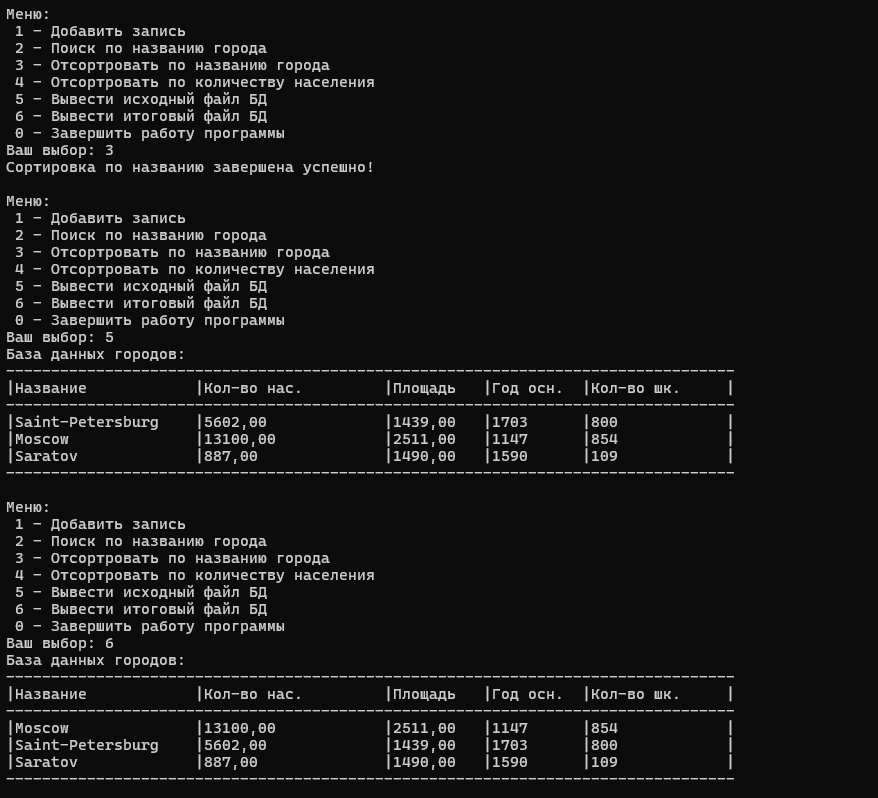 Меню:
 1 - Добавить запись
 2 - Поиск по названию города
 3 - Отсортровать по названию города
 4 - Отсортровать по количеству населения
 5 - Вывести исходный файл БД
 6 - Вывести итоговый файл БД
 0 - Завершить работу программы
Ваш выбор: 3
Сортировка по названию завершена успешно!

Меню:
 1 - Добавить запись
 2 - Поиск по названию города
 3 - Отсортровать по названию города
 4 - Отсортровать по количеству населения
 5 - Вывести исходный файл БД
 6 - Вывести итоговый файл БД
 0 - Завершить работу программы
Ваш выбор: 5
База данных городов:
---------------------------------------------------------------------------------
|Название            |Кол-во нас.         |Площадь   |Год осн.  |Кол-во шк.     |
---------------------------------------------------------------------------------
|Saint-Petersburg    |5602,00             |1439,00   |1703      |800            |
|Moscow              |13100,00            |2511,00   |1147      |854            |
|Saratov             |887,00              |1490,00   |1590      |109            |
---------------------------------------------------------------------------------

Меню:
 1 - Добавить запись
 2 - Поиск по названию города
 3 - Отсортровать по названию города
 4 - Отсортровать по количеству населения
 5 - Вывести исходный файл БД
 6 - Вывести итоговый файл БД
 0 - Завершить работу программы
Ваш выбор: 6
База данных городов:
---------------------------------------------------------------------------------
|Название            |Кол-во нас.         |Площадь   |Год осн.  |Кол-во шк.     |
---------------------------------------------------------------------------------
|Moscow              |13100,00            |2511,00   |1147      |854            |
|Saint-Petersburg    |5602,00             |1439,00   |1703      |800            |
|Saratov             |887,00              |1490,00   |1590      |109            |
---------------------------------------------------------------------------------